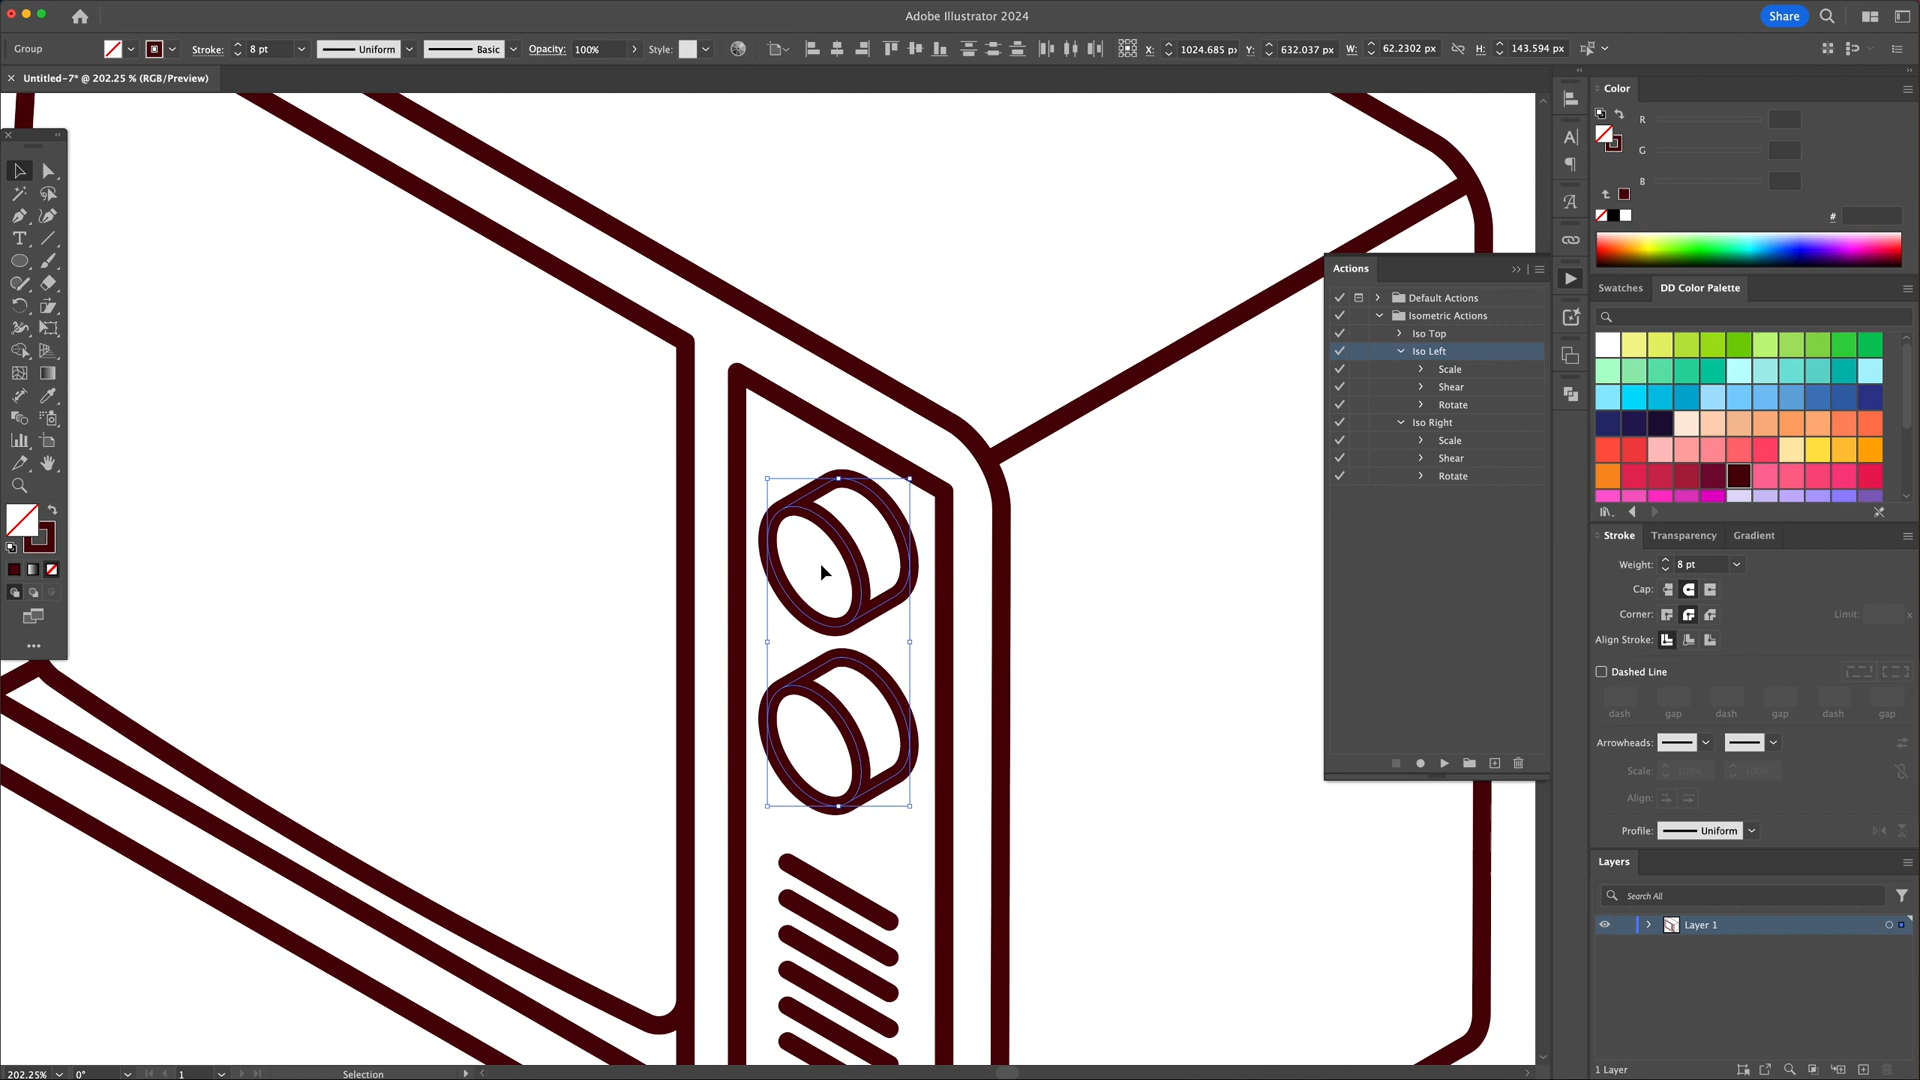 Adobe Illustrator 2024
Share
Group
Stroke:
8 pt
Uniform
Basic
Opacity:
100%
Style:
X:
1024.685 px
Y:
632.037 px
W:
62.2302 px
H:
143.594 px
Untitled-7* @ 202.25 % (RGB/Preview)
Color
R
G
B
#
Actions
Default Actions
Isometric Actions
Iso Top
Iso Left
Scale
Shear
Rotate
Iso Right
Scale
Shear
Rotate
Swatches
DD Color Palette
Stroke
Transparency
Gradient
Weight:
8 pt
Cap:
Corner:
Limit:
x
Align Stroke:
Dashed Line
dash
gap
dash
gap
dash
gap
Arrowheads:
Scale:
100%
100%
Align:
Profile:
Uniform
Layers
Search All
Layer 1
1 Layer
202.25%
0°
1
Selection